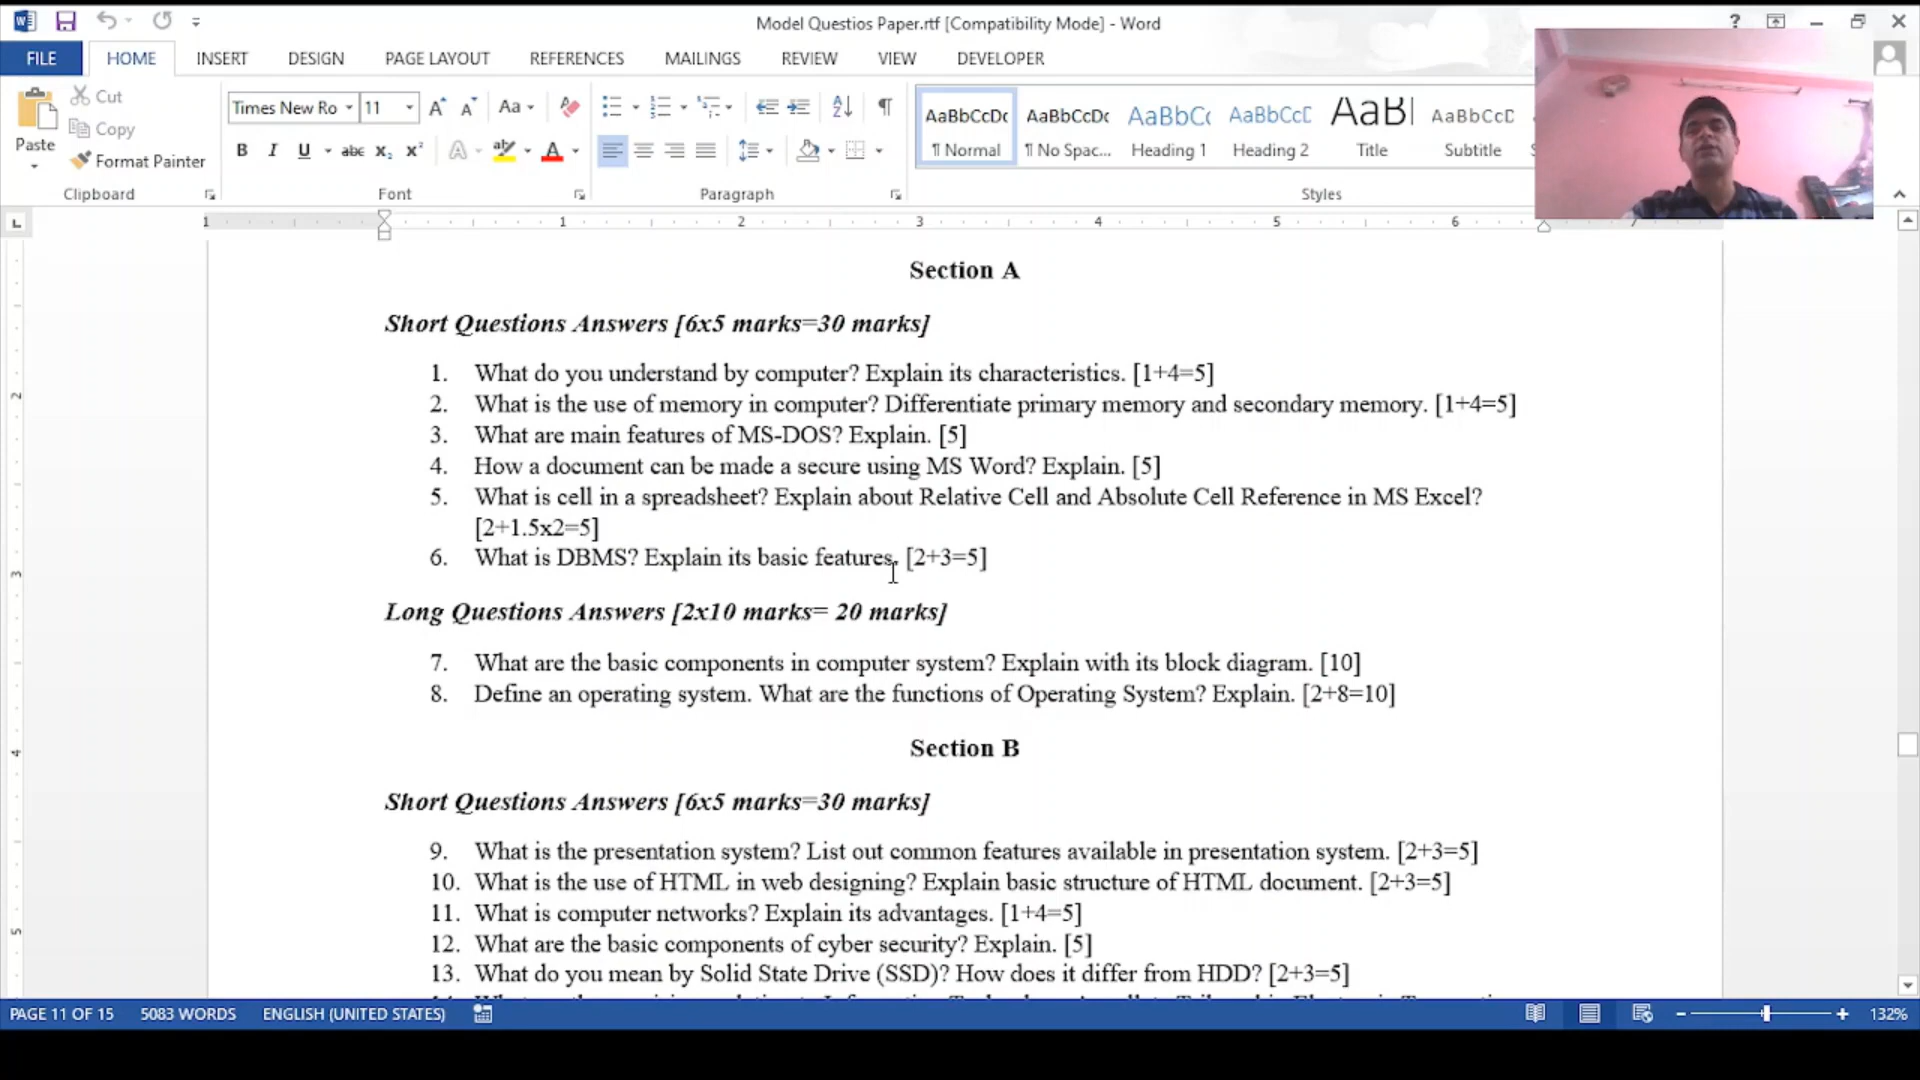 Model Questios Paper.rtf [Compatibility Mode] - Word
FILE HOME INSERT DESIGN PAGE LAYOUT REFERENCES MAILINGS REVIEW VIEW DEVELOPER
Cut
Copy
Format Painter
Paste
Clipboard
Times New Ro 11
Font
Paragraph
AaBbCcDc AaBbCcDc AaBbCc AaBbCcD AaB AaBbCcD
¶ Normal ¶ No Spac... Heading 1 Heading 2 Title Subtitle
Styles
1 1 2 3 4 5 6 7
Section A
Short Questions Answers [6x5 marks=30 marks]
1. What do you understand by computer? Explain its characteristics. [1+4=5]
2. What is the use of memory in computer? Differentiate primary memory and secondary memory. [1+4=5]
3. What are main features of MS-DOS? Explain. [5]
4. How a document can be made a secure using MS Word? Explain. [5]
5. What is cell in a spreadsheet? Explain about Relative Cell and Absolute Cell Reference in MS Excel?
[2+1.5x2=5]
6. What is DBMS? Explain its basic features. [2+3=5]
Long Questions Answers [2x10 marks= 20 marks]
7. What are the basic components in computer system? Explain with its block diagram. [10]
8. Define an operating system. What are the functions of Operating System? Explain. [2+8=10]
Section B
Short Questions Answers [6x5 marks=30 marks]
9. What is the presentation system? List out common features available in presentation system. [2+3=5]
10. What is the use of HTML in web designing? Explain basic structure of HTML document. [2+3=5]
11. What is computer networks? Explain its advantages. [1+4=5]
12. What are the basic components of cyber security? Explain. [5]
13. What do you mean by Solid State Drive (SSD)? How does it differ from HDD? [2+3=5]
PAGE 11 OF 15 5083 WORDS ENGLISH (UNITED STATES) 132%